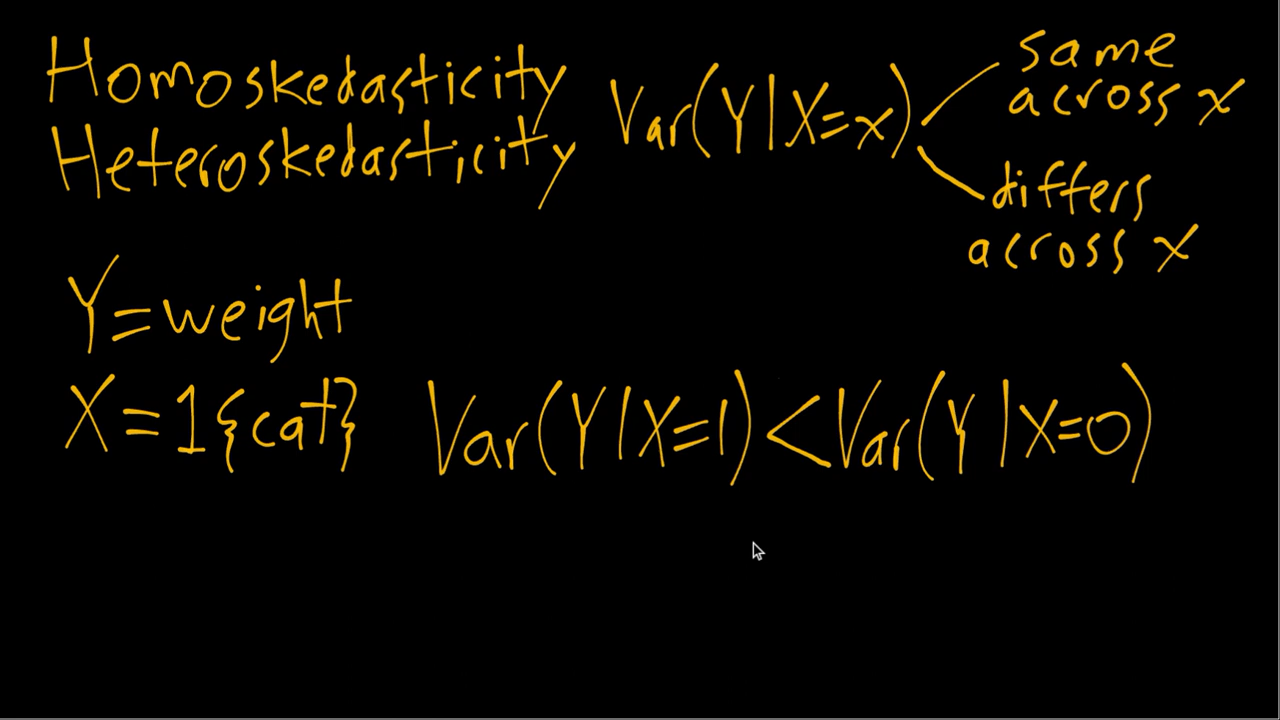 Homoskedasticity
Heteroskedasticity
Var(Y|X=x)
same
across x
differs
across x
Y=weight
X=1{cat}
Var(Y|X=1)<Var(Y|X=0)